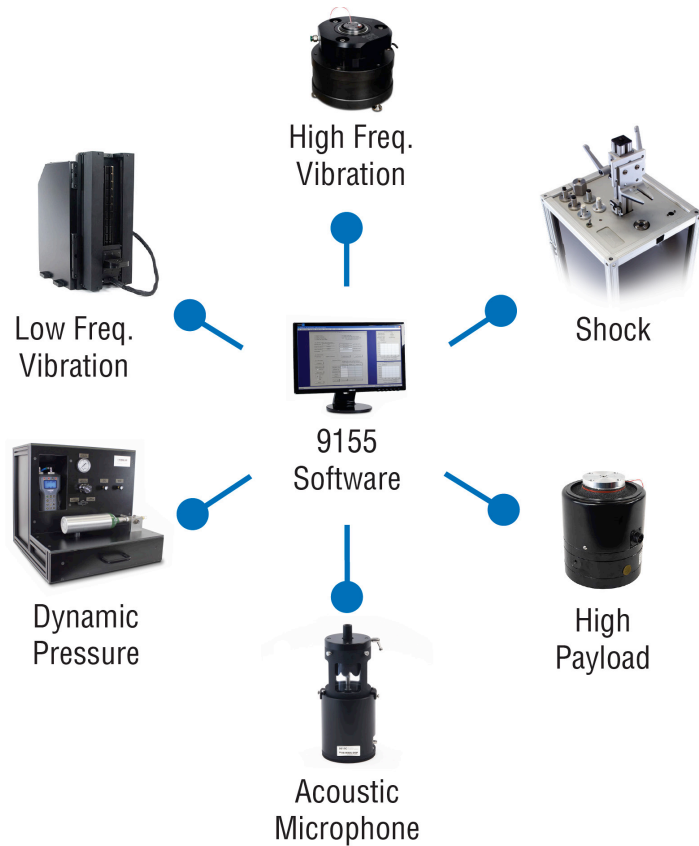 High Freq.
Vibration
Low Freq.
Vibration
Shock
9155
Software
Dynamic
Pressure
High
Payload
Acoustic
Microphone